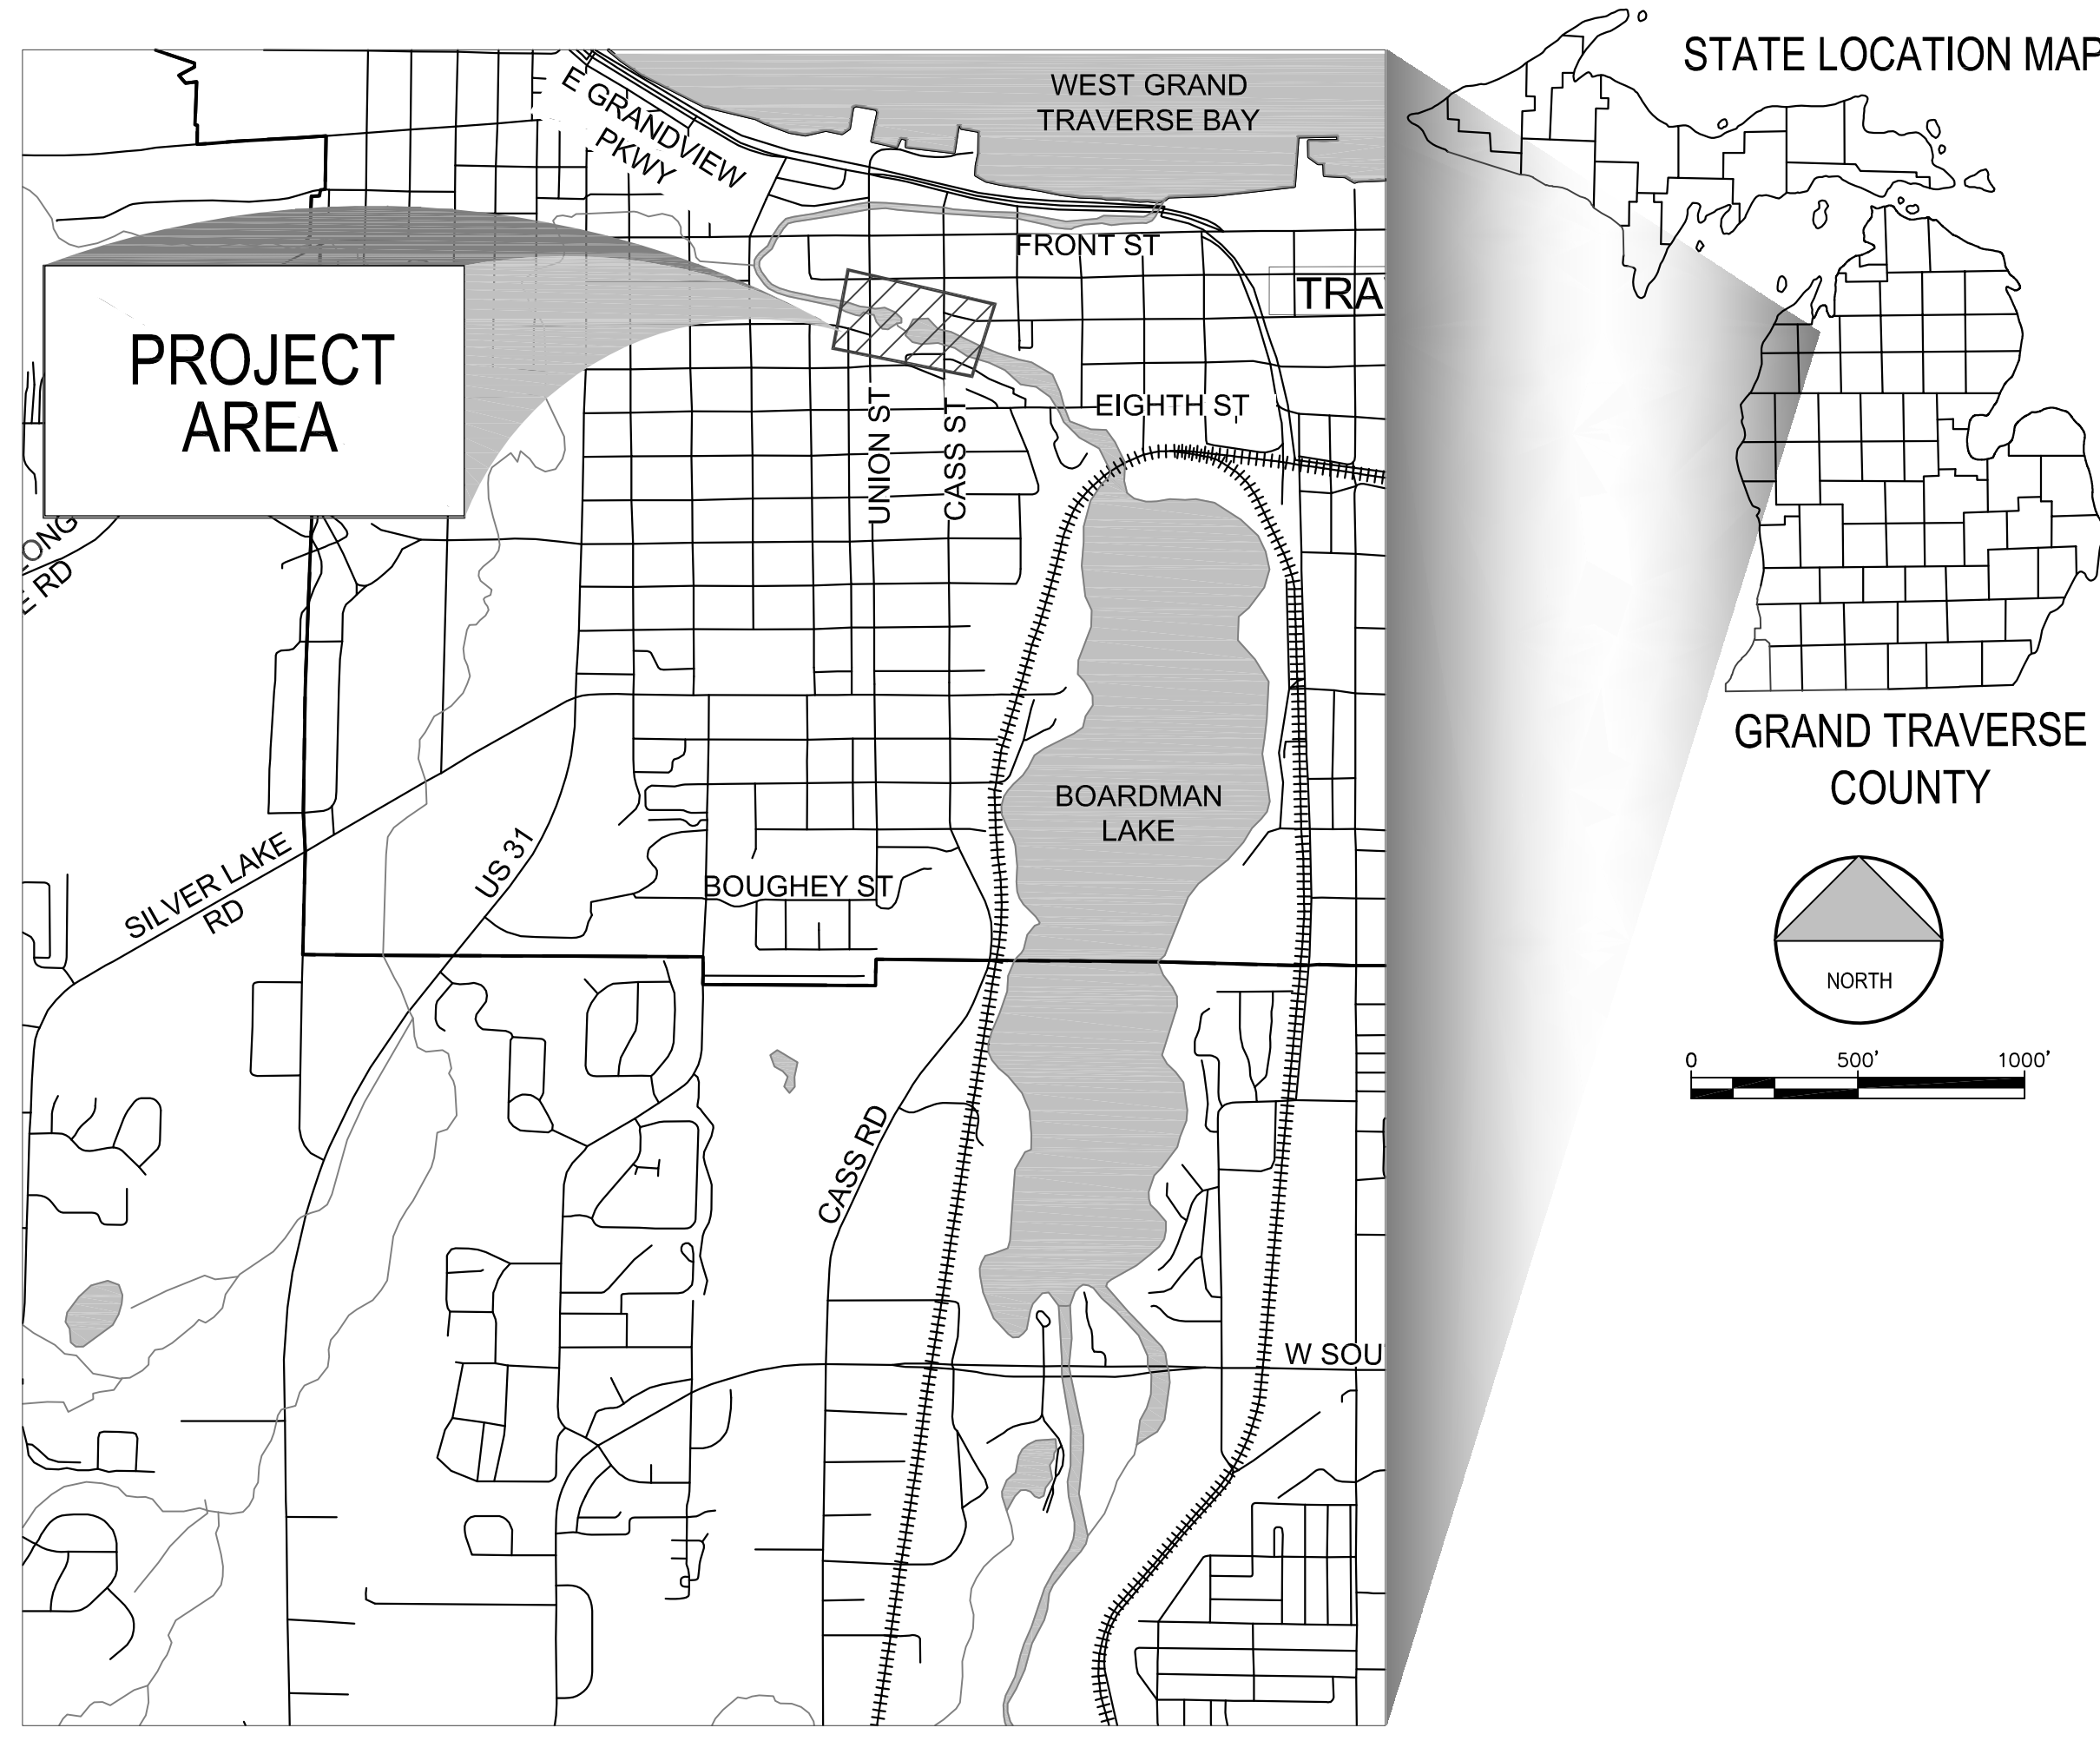 STATE LOCATION MAP
WEST GRAND
TRAVERSE BAY
E GRANDVIEW
PKWY
FRONT ST
TRA
PROJECT
AREA
EIGHTH ST
UNION ST
CASS ST
ONG
E RD
GRAND TRAVERSE
COUNTY
BOARDMAN
LAKE
US 31
SILVER LAKE
RD
BOUGHEY ST
NORTH
0 500' 1000'
CASS RD
W SOU